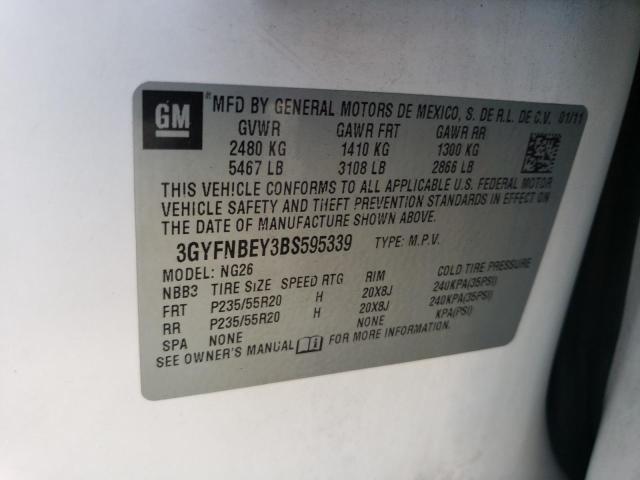 GM
MFD BY GENERAL MOTORS DE MEXICO, S. DE R.L. DE C.V. 01/11
GVWR GAWR FRT GAWR RR
2480 KG 1410 KG 1300 KG
5467 LB 3108 LB 2866 LB
THIS VEHICLE CONFORMS TO ALL APPLICABLE U.S. FEDERAL MOTOR
VEHICLE SAFETY AND THEFT PREVENTION STANDARDS IN EFFECT ON
THE DATE OF MANUFACTURE SHOWN ABOVE.
3GYFNBEY3BS595339 TYPE: M.P.V.
MODEL: NG26
NBB3 TIRE SIZE SPEED RTG RIM COLD TIRE PRESSURE
FRT P235/55R20 H 20X8J 240KPA(35PSI)
RR P235/55R20 H 20X8J 240KPA(35PSI)
SPA NONE NONE KPA(PSI)
SEE OWNER'S MANUAL FOR MORE INFORMATION.